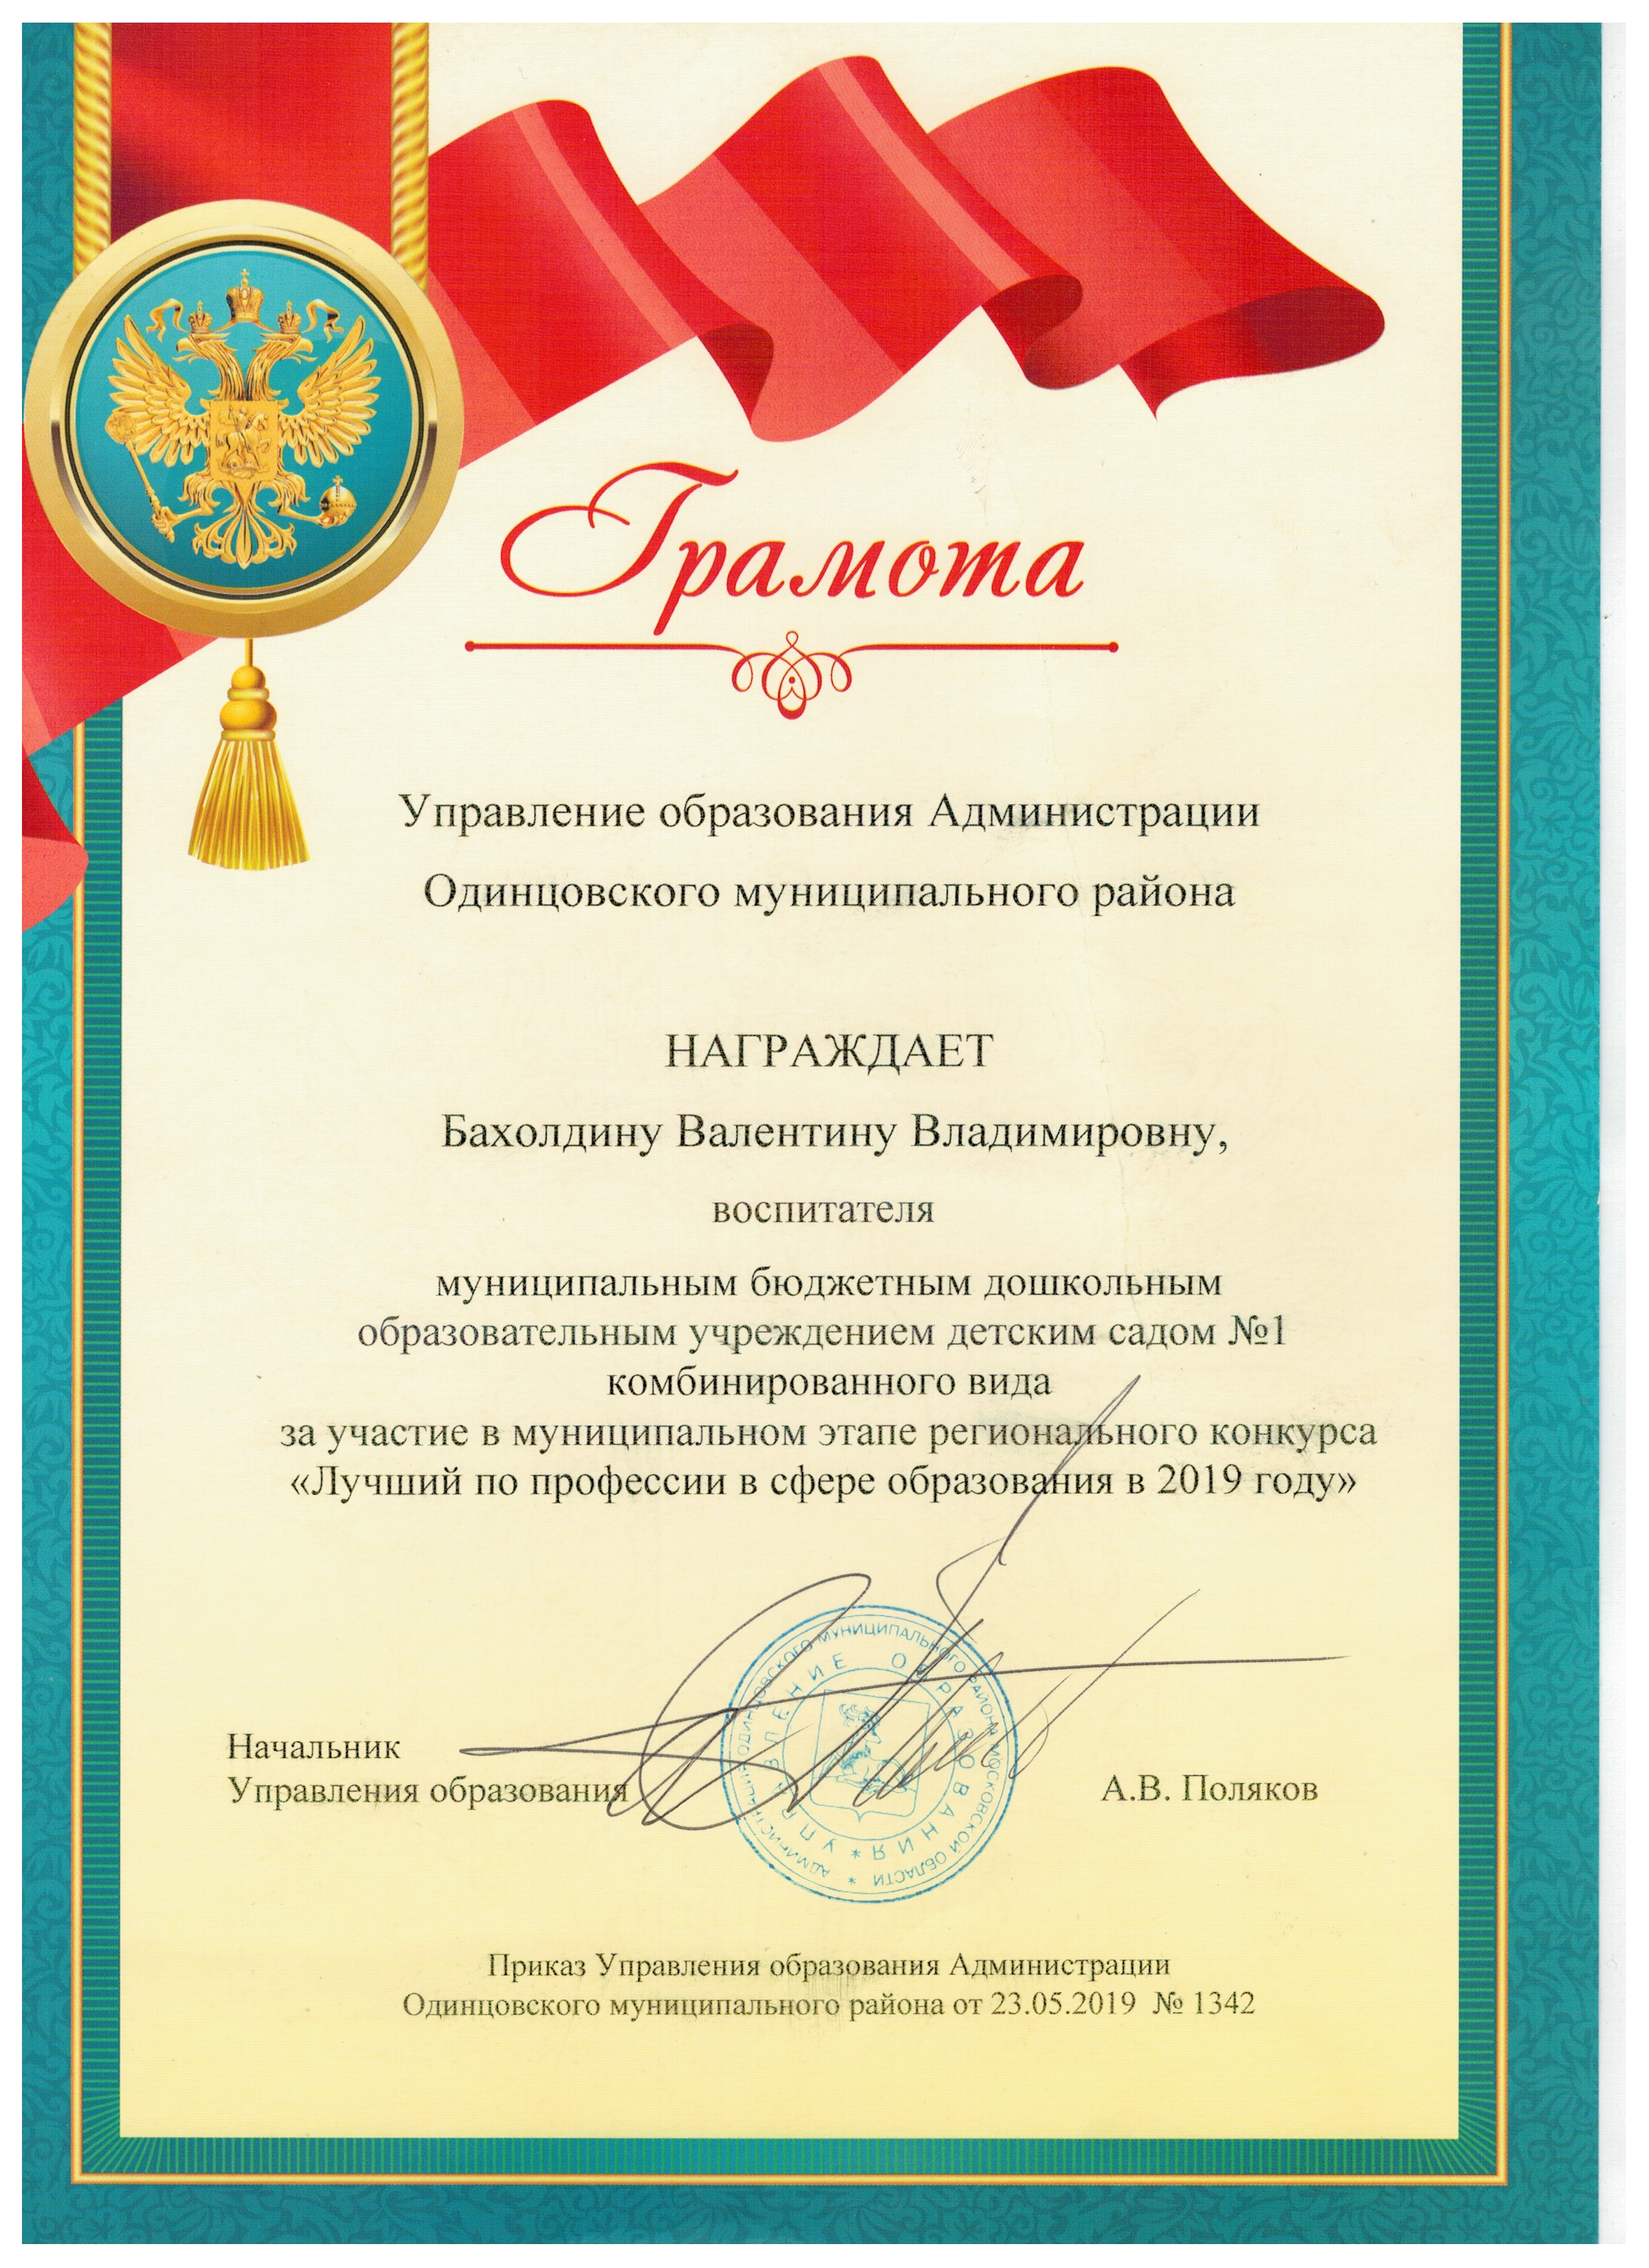 Грамота
Управление образования Администрации
Одинцовского муниципального района
НАГРАЖДАЕТ
Бахолдину Валентину Владимировну,
воспитателя
муниципальным бюджетным дошкольным
образовательным учреждением детским садом №1
комбинированного вида
за участие в муниципальном этапе регионального конкурса
«Лучший по профессии в сфере образования в 2019 году»
Начальник
Управления образования
А.В. Поляков
АДМИНИСТРАЦИЯ ОДИНЦОВСКОГО МУНИЦИПАЛЬНОГО РАЙОНА МОСКОВСКОЙ ОБЛАСТИ *
УПРАВЛЕНИЕ ОБРАЗОВАНИЯ *
Приказ Управления образования Администрации
Одинцовского муниципального района от 23.05.2019 № 1342